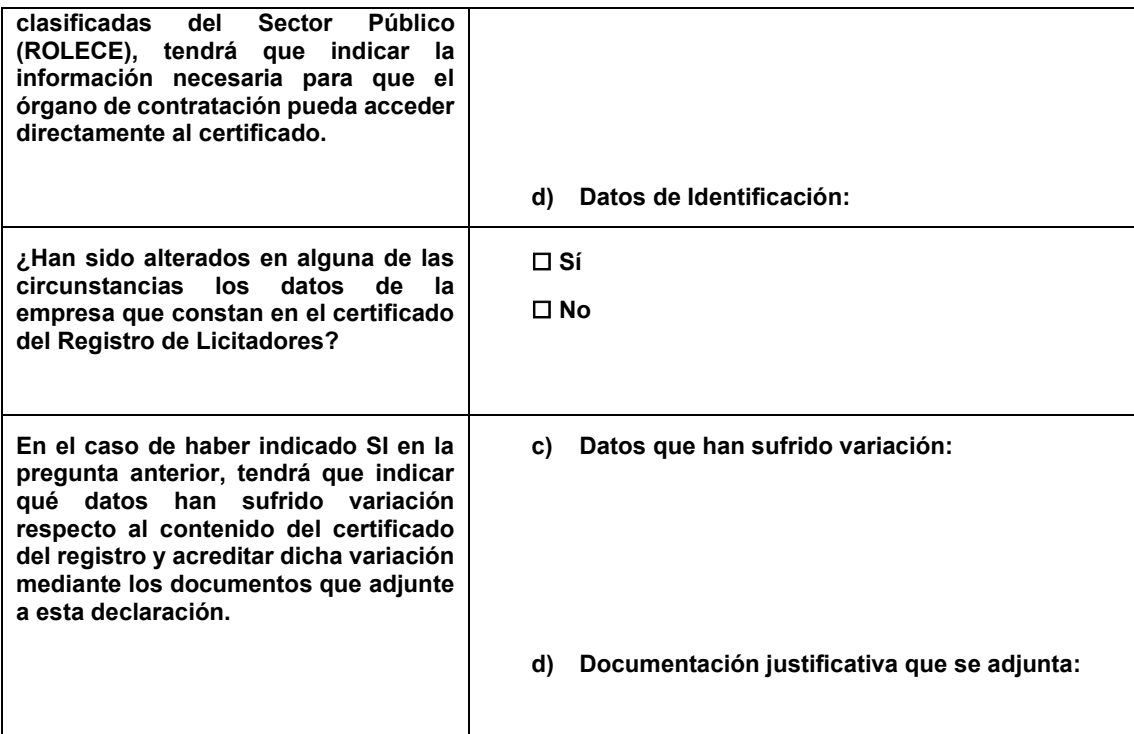 clasificadas del Sector Público
(ROLECE), tendrá que indicar la
información necesaria para que el
órgano de contratación pueda acceder
directamente al certificado.
d) Datos de Identificación:
¿Han sido alterados en alguna de las
circunstancias los datos de la
empresa que constan en el certificado
del Registro de Licitadores?
☐ Sí
☐ No
En el caso de haber indicado SI en la
pregunta anterior, tendrá que indicar
qué datos han sufrido variación
respecto al contenido del certificado
del registro y acreditar dicha variación
mediante los documentos que adjunte
a esta declaración.
c) Datos que han sufrido variación:
d) Documentación justificativa que se adjunta: